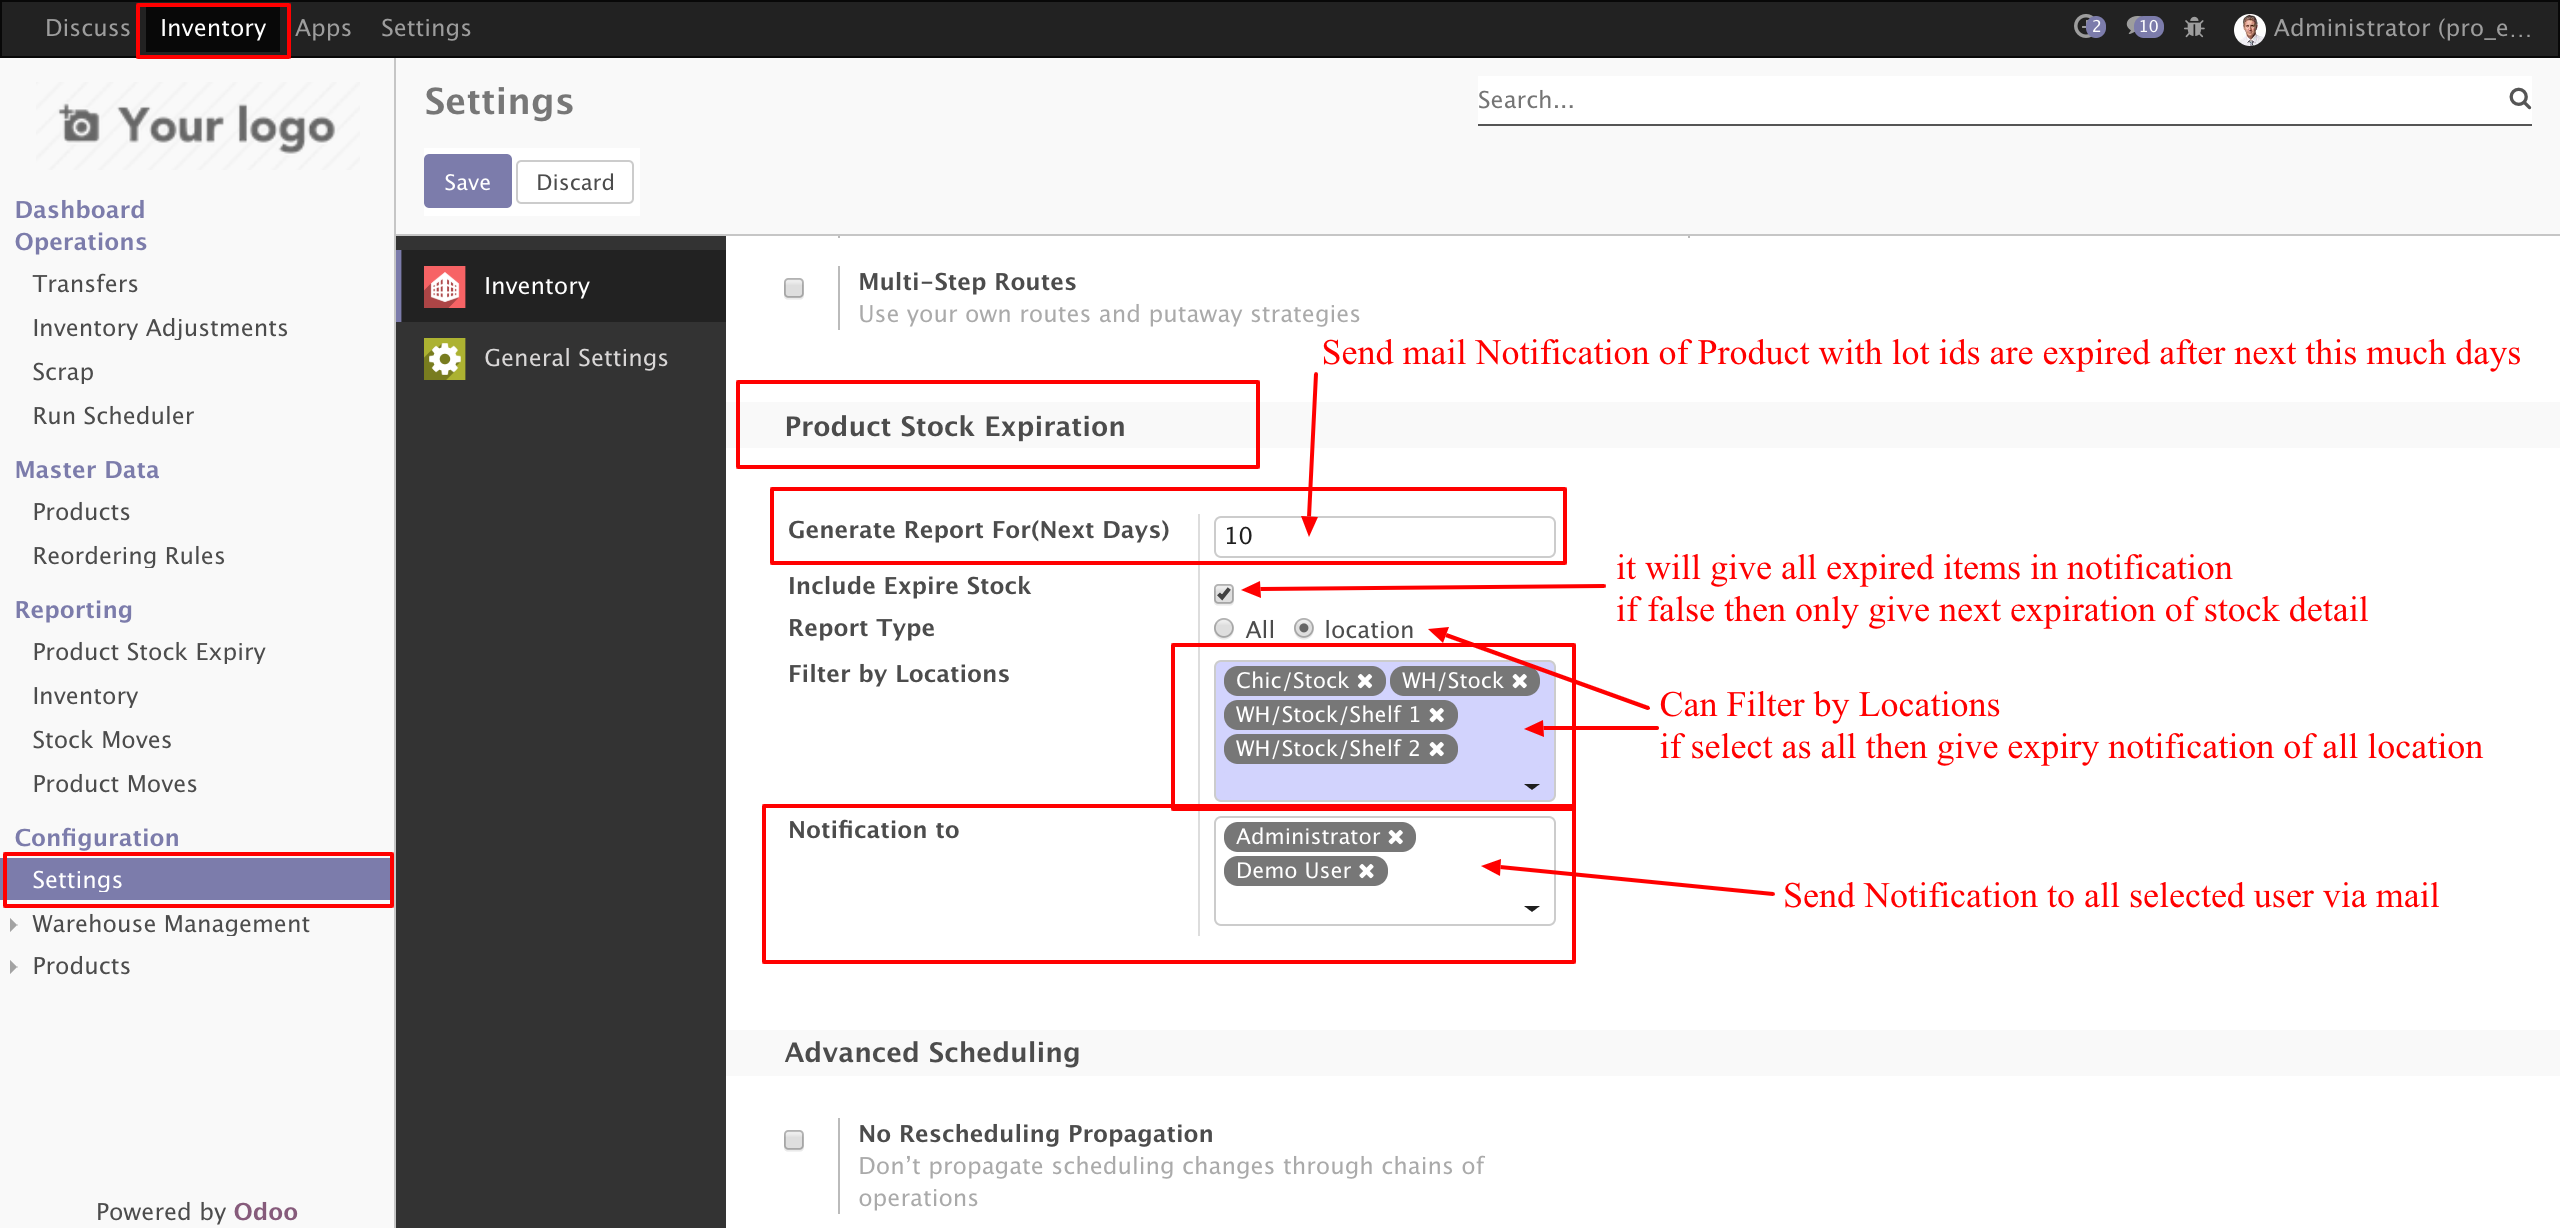 Discuss Inventory Apps Settings 2 10 Administrator (pro_e...
Your logo
Settings
Search...
Save Discard
Dashboard
Operations
Transfers
Inventory Adjustments
Scrap
Run Scheduler
Master Data
Products
Reordering Rules
Reporting
Product Stock Expiry
Inventory
Stock Moves
Product Moves
Configuration
Settings
Warehouse Management
Products
Powered by Odoo
Inventory
General Settings
Multi-Step Routes
Use your own routes and putaway strategies
Send mail Notification of Product with lot ids are expired after next this much days
Product Stock Expiration
Generate Report For(Next Days) 10
Include Expire Stock
it will give all expired items in notification
if false then only give next expiration of stock detail
Report Type All location
Filter by Locations Chic/Stock WH/Stock
WH/Stock/Shelf 1
WH/Stock/Shelf 2
Can Filter by Locations
if select as all then give expiry notification of all location
Notification to Administrator
Demo User
Send Notification to all selected user via mail
Advanced Scheduling
No Rescheduling Propagation
Don't propagate scheduling changes through chains of
operations